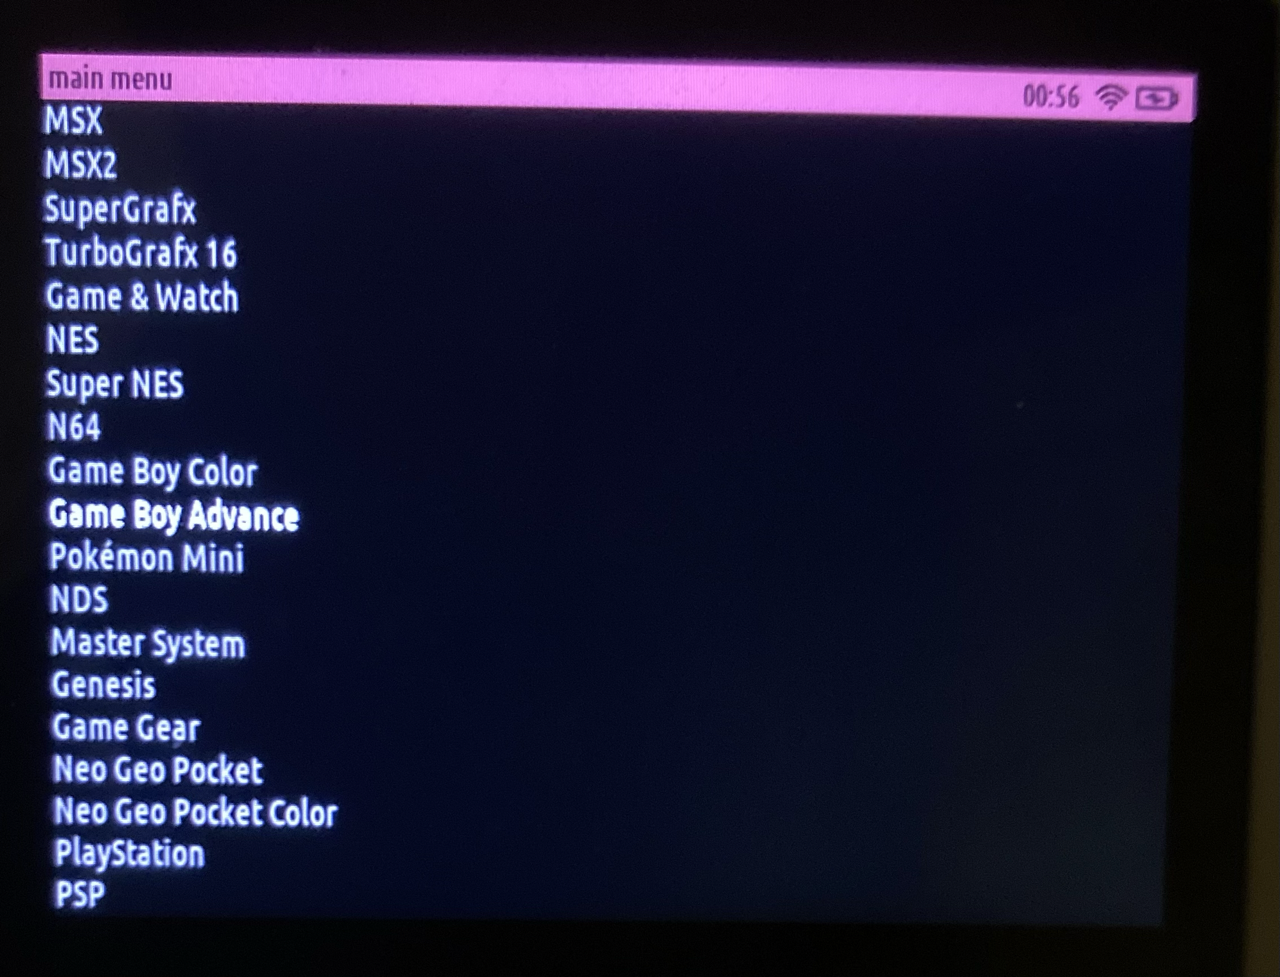 main menu 00:56
MSX
MSX2
SuperGrafx
TurboGrafx 16
Game & Watch
NES
Super NES
N64
Game Boy Color
Game Boy Advance
Pokémon Mini
NDS
Master System
Genesis
Game Gear
Neo Geo Pocket
Neo Geo Pocket Color
PlayStation
PSP